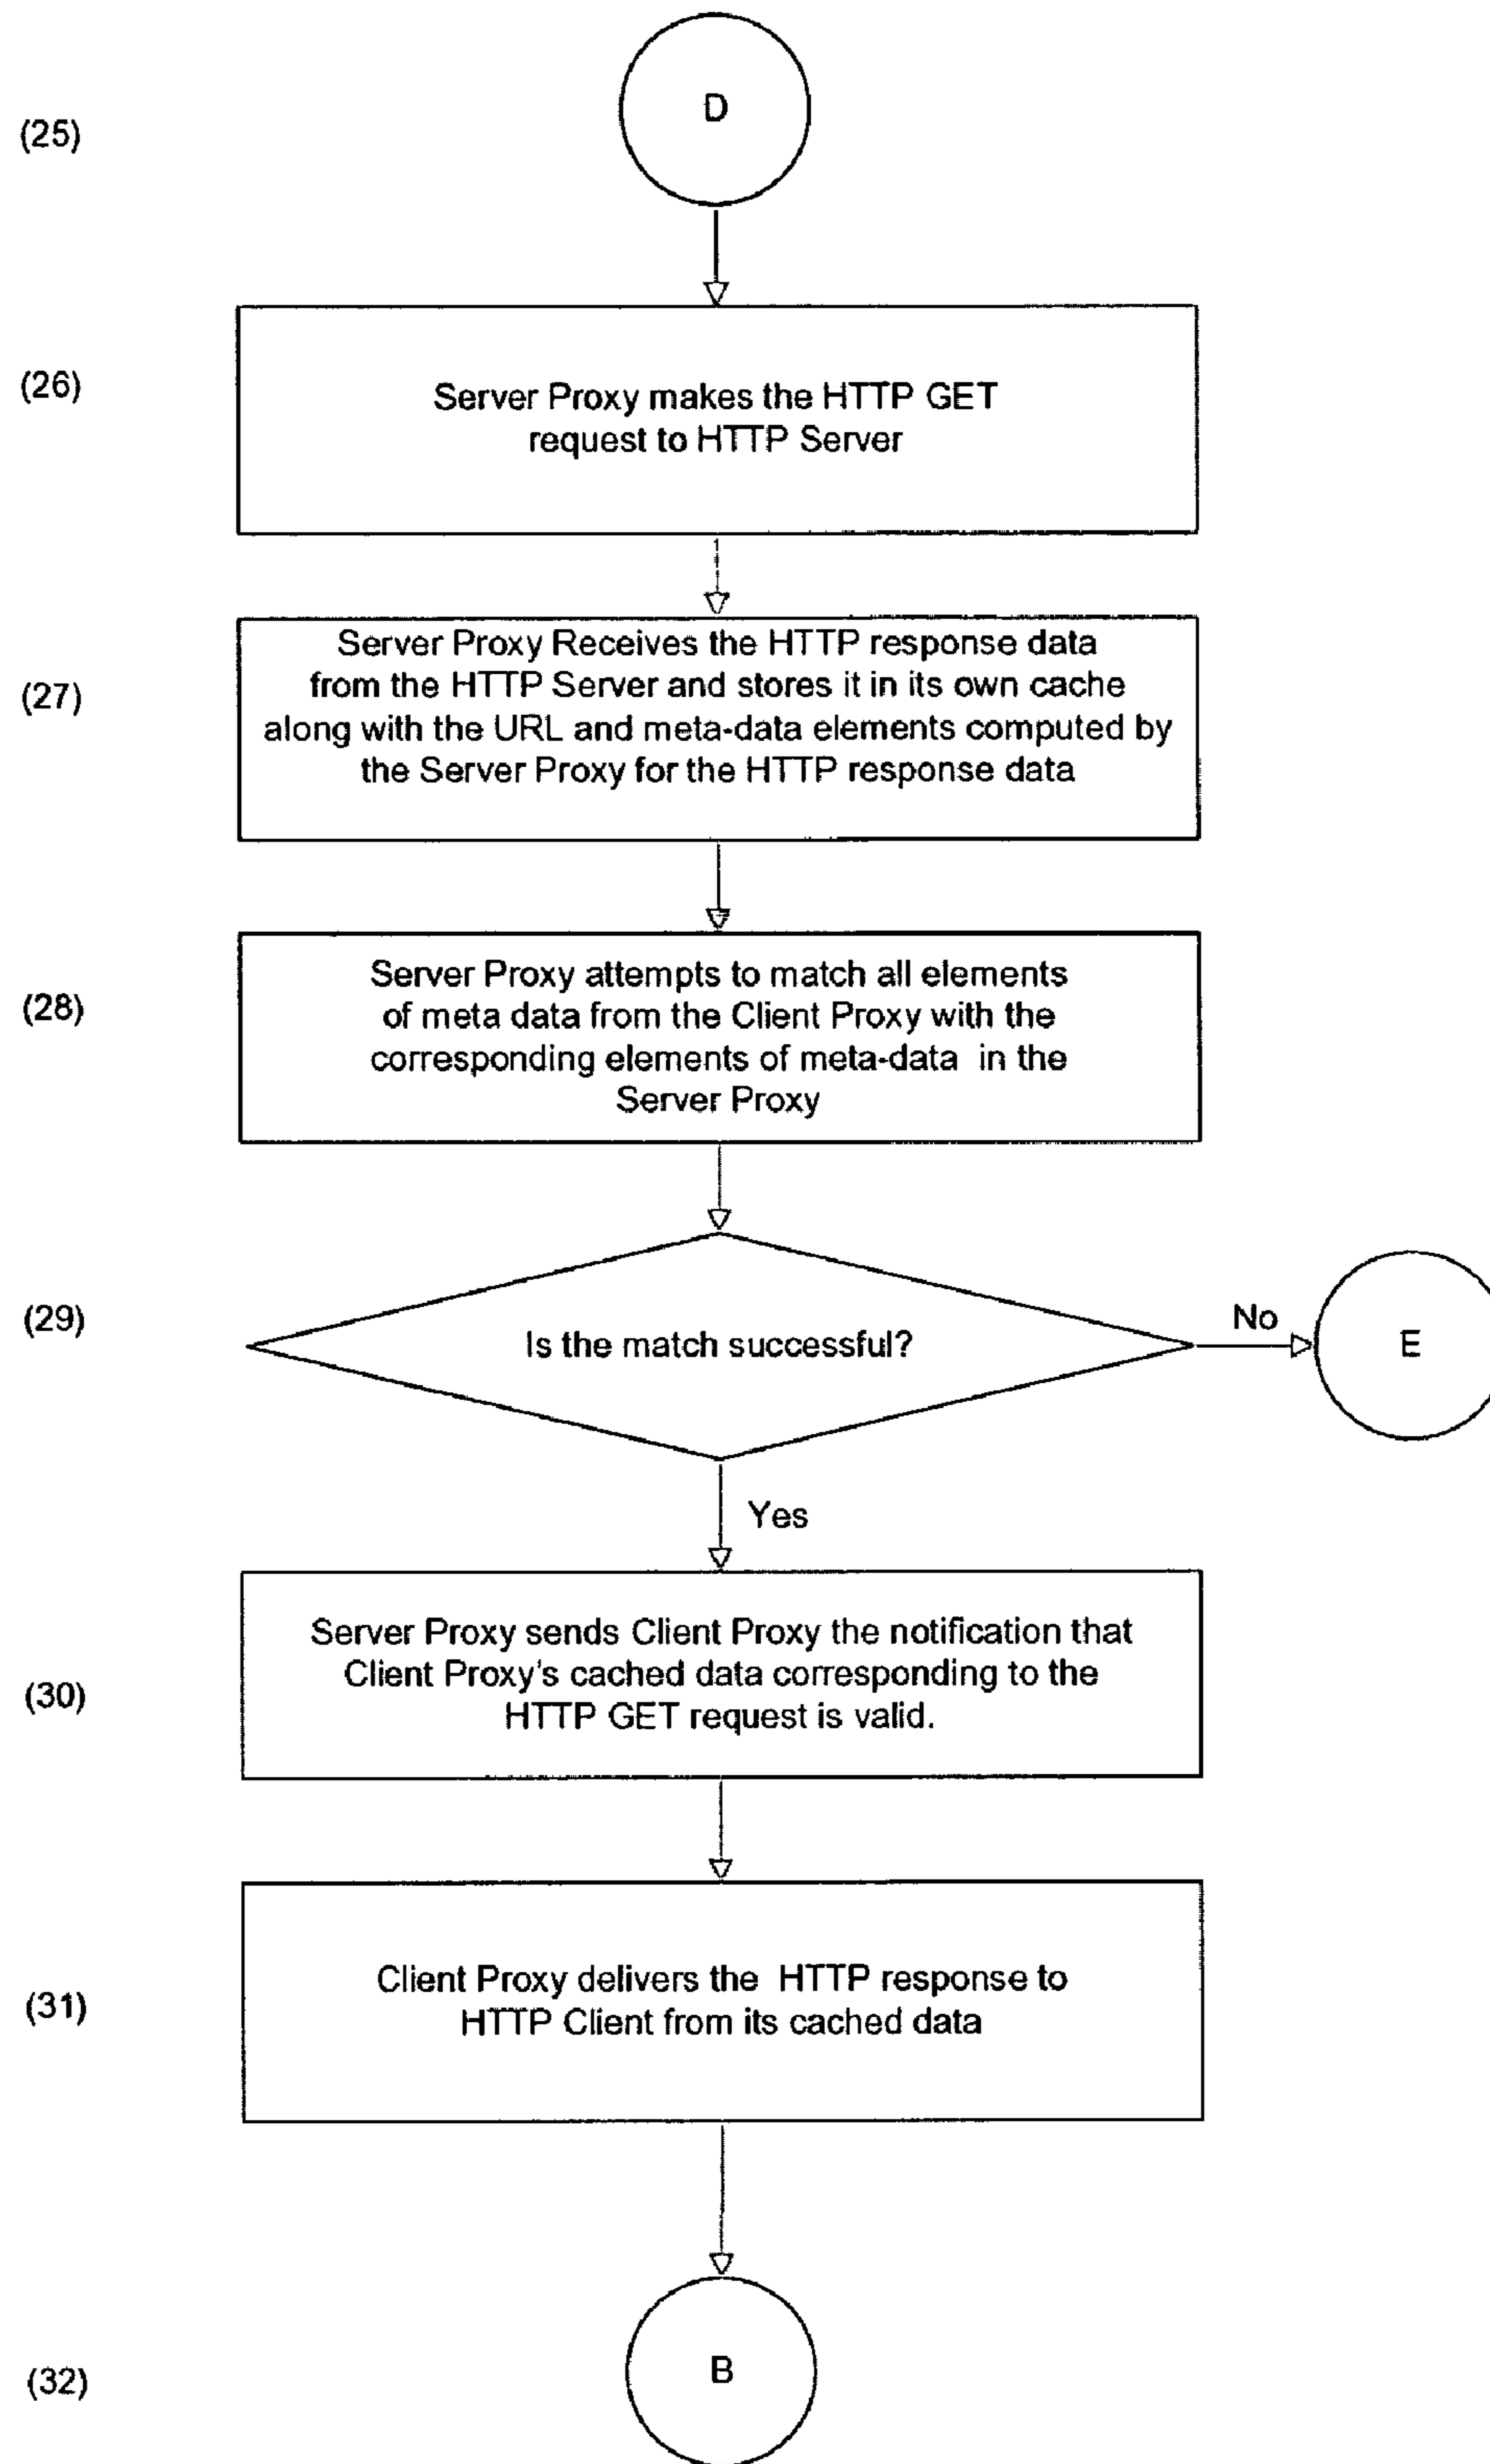 (25)
D
(26)
Server Proxy makes the HTTP GET
request to HTTP Server
(27)
Server Proxy Receives the HTTP response data
from the HTTP Server and stores it in its own cache
along with the URL and meta-data elements computed by
the Server Proxy for the HTTP response data
(28)
Server Proxy attempts to match all elements
of meta data from the Client Proxy with the
corresponding elements of meta-data in the
Server Proxy
(29)
Is the match successful?
No
E
Yes
(30)
Server Proxy sends Client Proxy the notification that
Client Proxy's cached data corresponding to the
HTTP GET request is valid.
(31)
Client Proxy delivers the HTTP response to
HTTP Client from its cached data
(32)
B